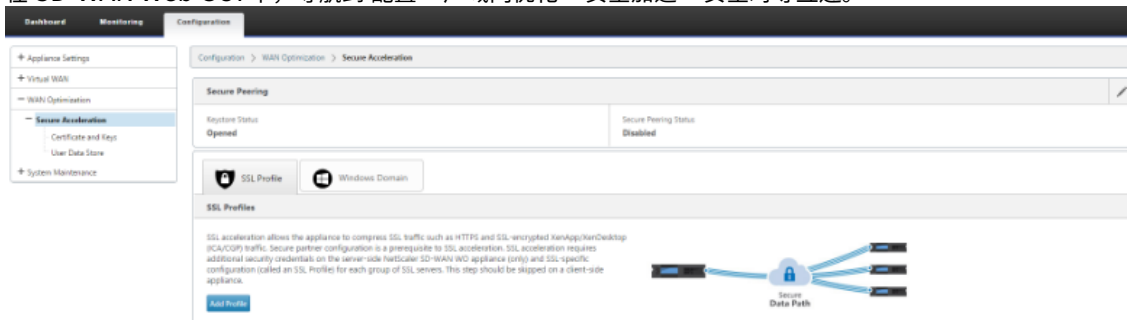 Dashboard Monitoring Configuration
+ Appliance Settings
+ Virtual WAN
− WAN Optimization
− Secure Acceleration
Certificate and Keys
User Data Store
+ System Maintenance
Configuration > WAN Optimization > Secure Acceleration
Secure Peering
Keystore Status
Opened
Secure Peering Status
Disabled
SSL Profile
Windows Domain
SSL Profiles
SSL acceleration allows the appliance to compress SSL traffic such as HTTPS and SSL-encrypted XenApp/XenDesktop
(ICA/CGP) traffic. Secure partner configuration is a prerequisite to SSL acceleration. SSL acceleration requires
additional security credentials on the server-side NetScaler SD-WAN WO appliance (only) and SSL-specific
configuration (called an SSL Profile) for each group of SSL servers. This step should be skipped on a client-side
appliance.
Add Profile
Secure
Data Path